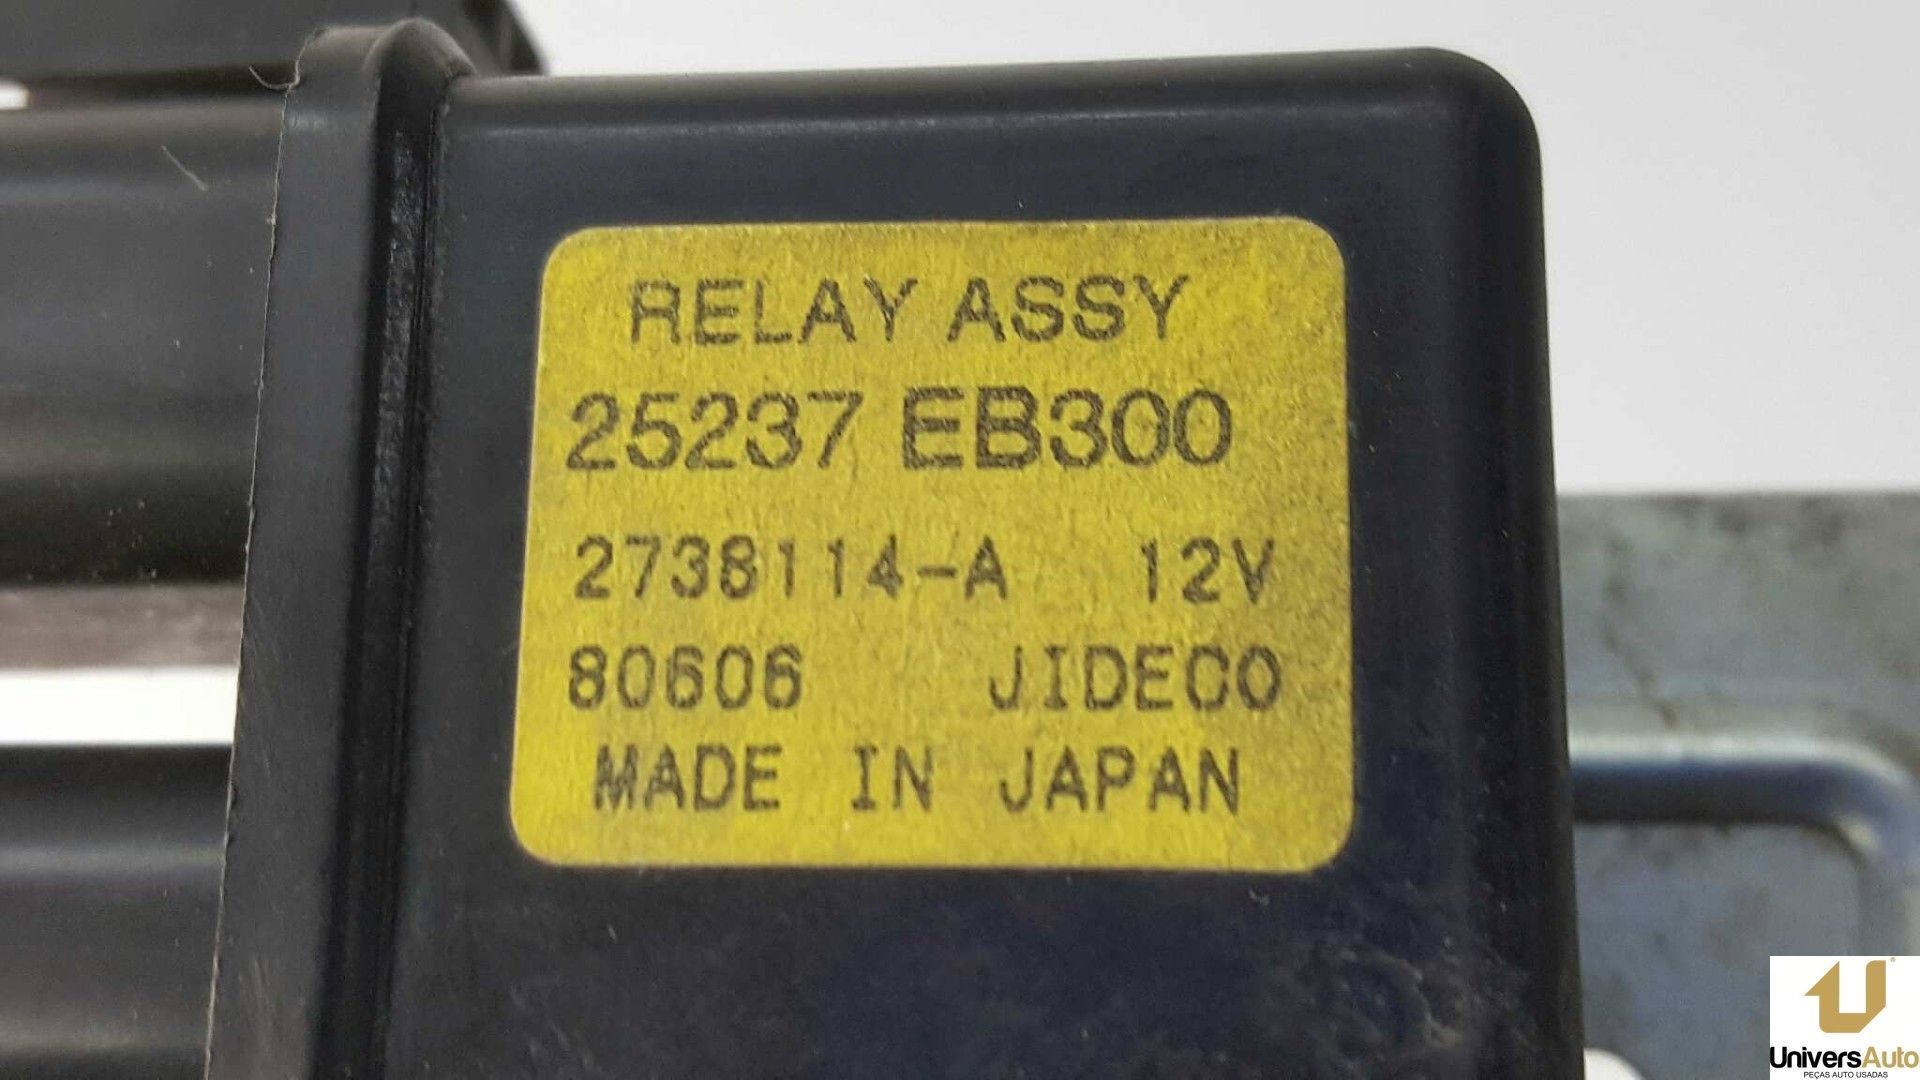 RELAY ASSY
25237 EB300
2738114-A 12V
80606 JIDECO
MADE IN JAPAN
UniversAuto
PEÇAS AUTO USADAS